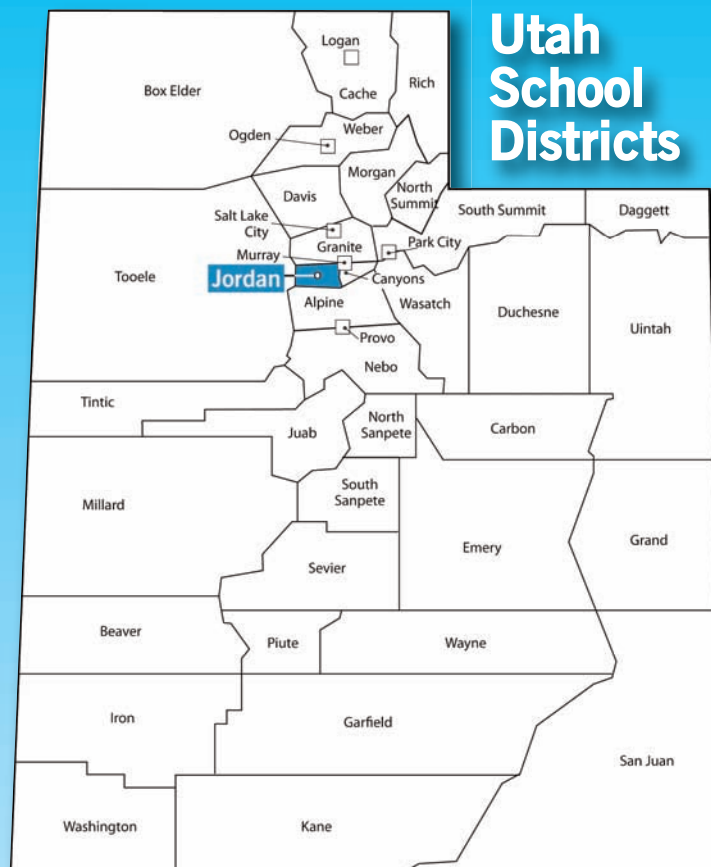 Utah
School
Districts
Logan
Box Elder
Rich
Cache
Weber
Ogden
Morgan
Davis
North
Summit
South Summit
Daggett
Salt Lake
City
Granite
Park City
Murray
Jordan
Canyons
Tooele
Alpine
Wasatch
Duchesne
Uintah
Provo
Nebo
Tintic
Juab
North
Sanpete
Carbon
South
Sanpete
Millard
Emery
Grand
Sevier
Beaver
Piute
Wayne
Iron
Garfield
San Juan
Washington
Kane